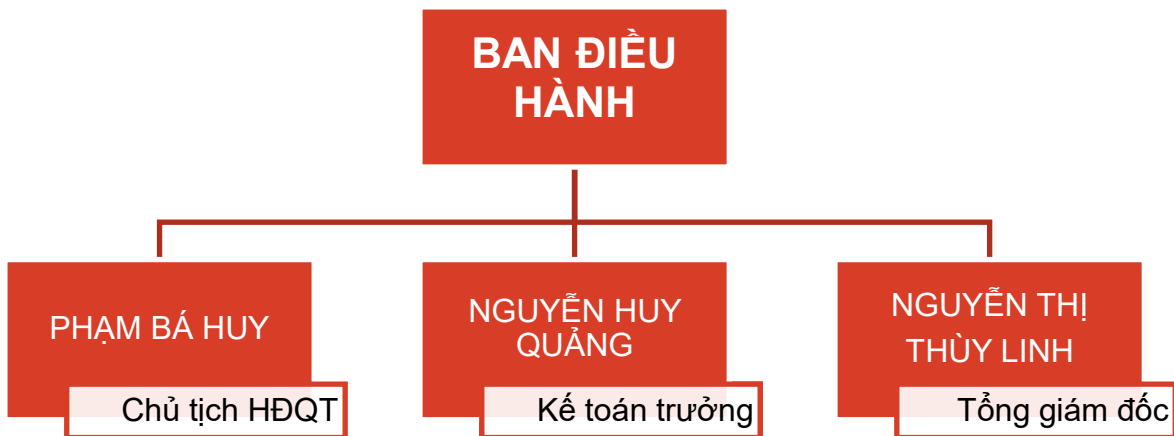 BAN ĐIỀU
HÀNH
PHẠM BÁ HUY
Chủ tịch HĐQT
NGUYỄN HUY
QUẢNG
Kế toán trưởng
NGUYỄN THỊ
THÙY LINH
Tổng giám đốc